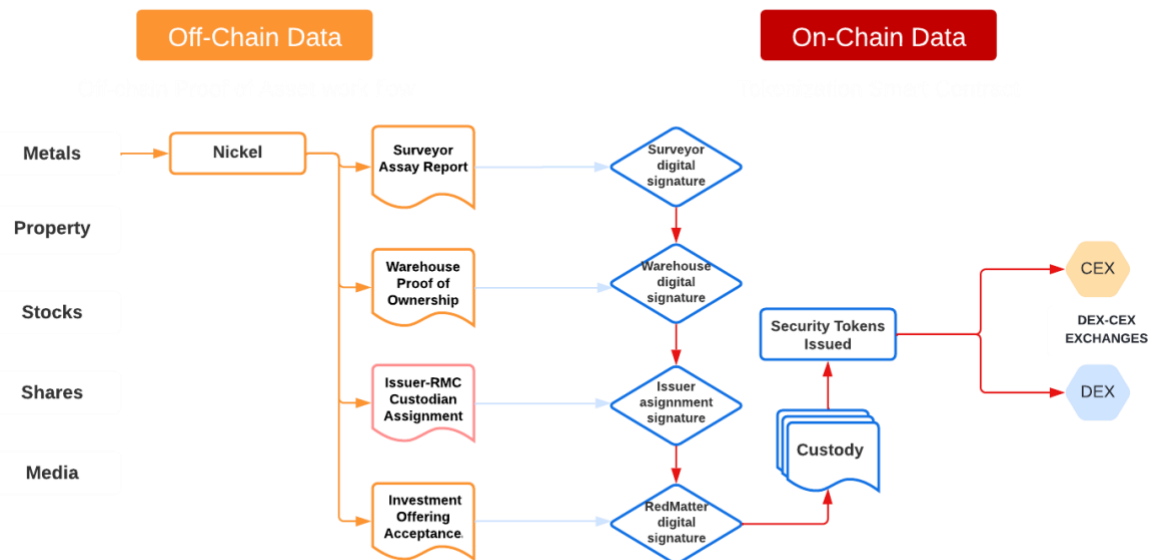 Off-Chain Data
On-Chain Data
Metals
Nickel
Surveyor
Assay Report
Surveyor
digital
signature
Property
Warehouse
Proof of
Ownership
Warehouse
digital
signature
CEX
Stocks
Security Tokens
Issued
DEX-CEX
EXCHANGES
Shares
Issuer-RMC
Custodian
Assignment
Issuer
asignnment
signature
DEX
Media
Custody
Investment
Offering
Acceptance.
RedMatter
digital
signature